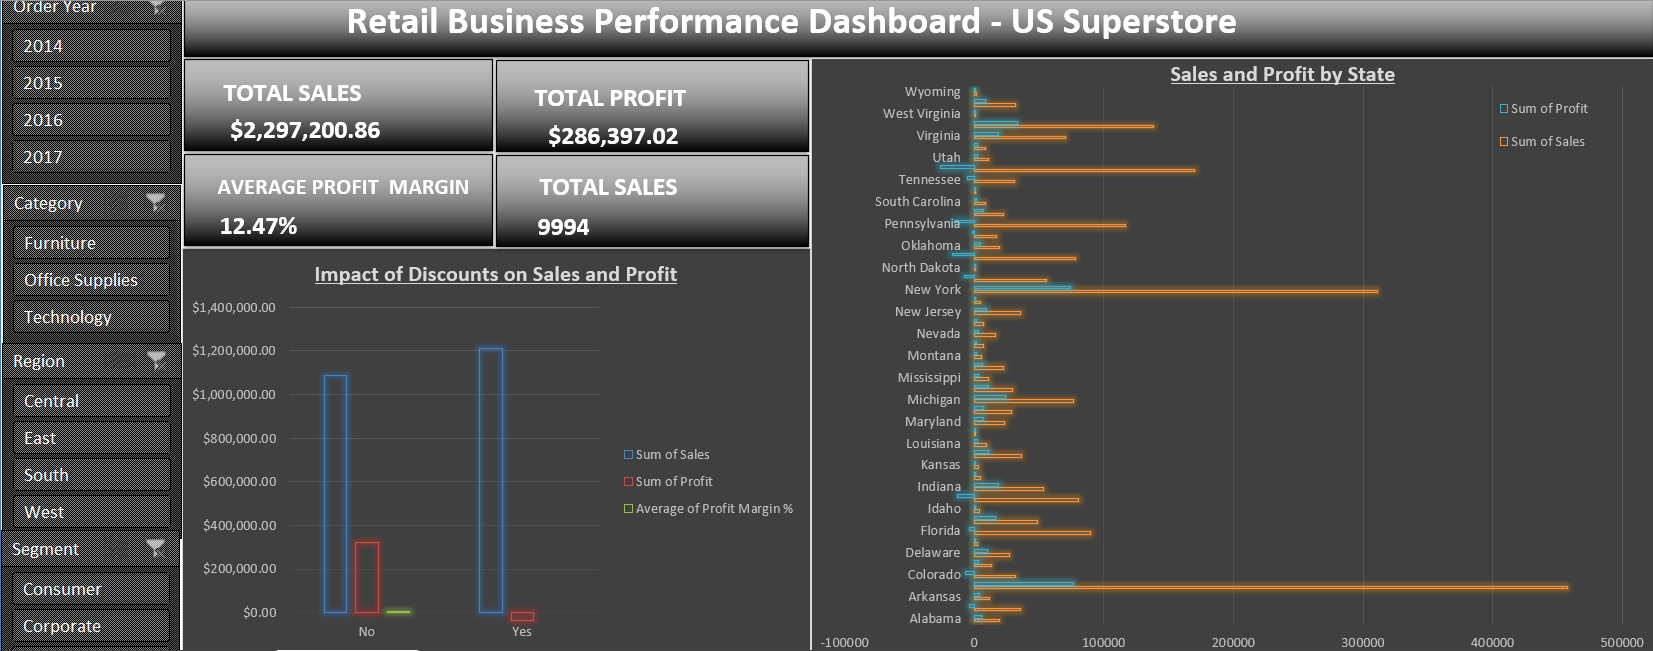 Order Year
2014
2015
2016
2017
Category
Furniture
Office Supplies
Technology
Region
Central
East
South
West
Segment
Consumer
Corporate
Retail Business Performance Dashboard - US Superstore
TOTAL SALES
$2,297,200.86
TOTAL PROFIT
$286,397.02
AVERAGE PROFIT MARGIN
12.47%
TOTAL SALES
9994
Impact of Discounts on Sales and Profit
$1,400,000.00
$1,200,000.00
$1,000,000.00
$800,000.00
$600,000.00
$400,000.00
$200,000.00
$0.00
No
Yes
Sum of Sales
Sum of Profit
Average of Profit Margin %
Sales and Profit by State
Wyoming
West Virginia
Virginia
Utah
Tennessee
South Carolina
Pennsylvania
Oklahoma
North Dakota
New York
New Jersey
Nevada
Montana
Mississippi
Michigan
Maryland
Louisiana
Kansas
Indiana
Idaho
Florida
Delaware
Colorado
Arkansas
Alabama
-100000
0
100000
200000
300000
400000
500000
Sum of Profit
Sum of Sales